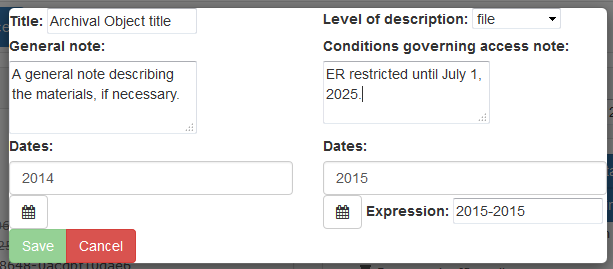 Title: Archival Object title Level of description: file
General note: Conditions governing access note:
A general note describing
the materials, if necessary.
ER restricted until July 1,
2025.
Dates: Dates:
2014 2015
Expression: 2015-2015
Save Cancel